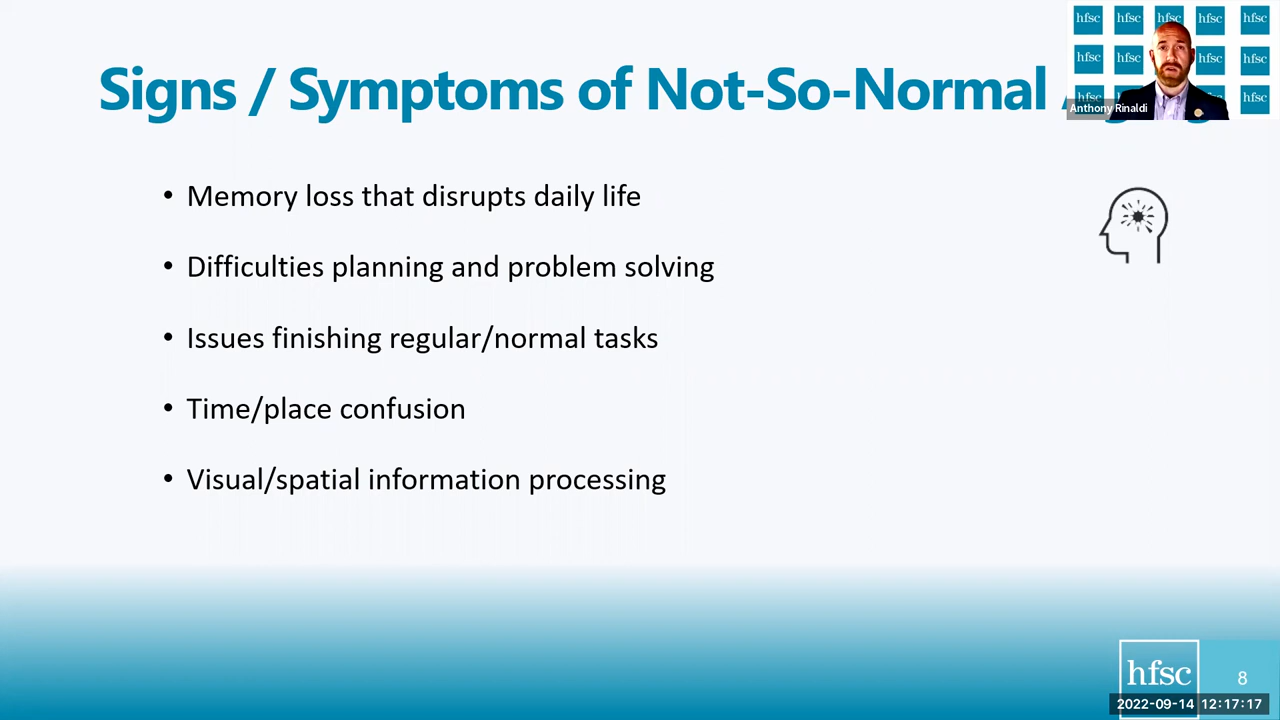 Signs / Symptoms of Not-So-Normal
hfsc hfsc hfsc hfsc hfsc
hfsc hfsc hfsc hfsc
hfsc hfsc hfsc
Anthony Rinaldi
• Memory loss that disrupts daily life
• Difficulties planning and problem solving
• Issues finishing regular/normal tasks
• Time/place confusion
• Visual/spatial information processing
hfsc
8
2022-09-14 12:17:17